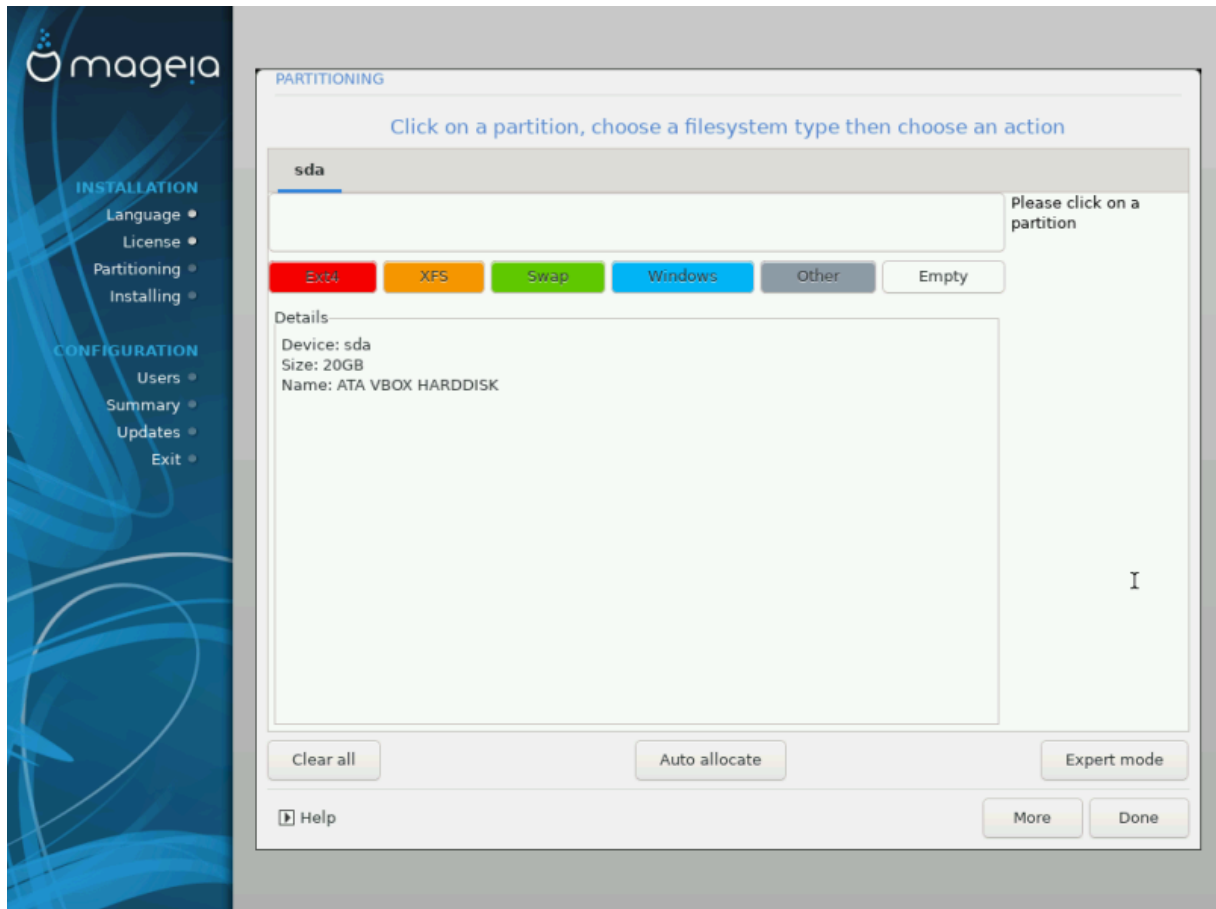 mageia
INSTALLATION
Language
License
Partitioning
Installing
CONFIGURATION
Users
Summary
Updates
Exit
PARTITIONING
Click on a partition, choose a filesystem type then choose an action
sda
Please click on a
partition
Ext4 XFS Swap Windows Other Empty
Details
Device: sda
Size: 20GB
Name: ATA VBOX HARDDISK
Clear all Auto allocate Expert mode
Help More Done